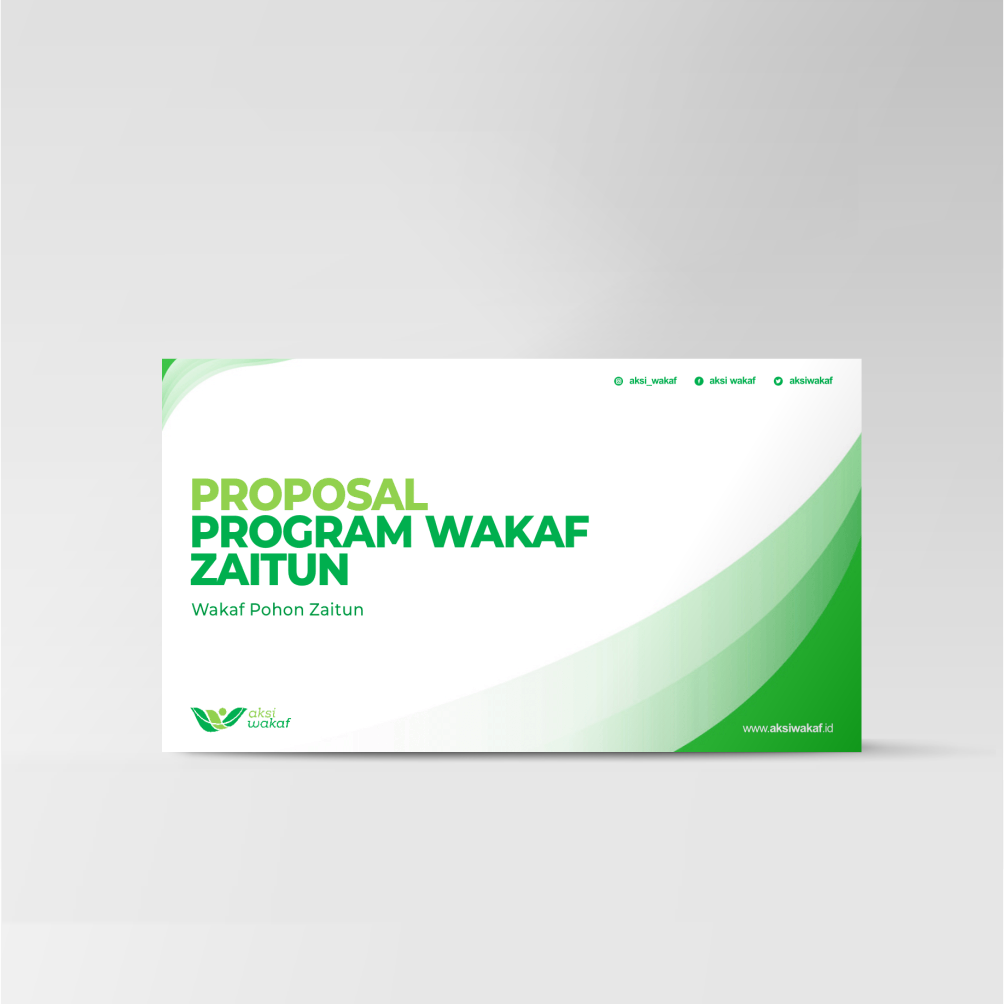 aksi_wakaf aksi wakaf aksiwakaf
PROPOSAL
PROGRAM WAKAF
ZAITUN
Wakaf Pohon Zaitun
aksi
wakaf
www.aksiwakaf.id